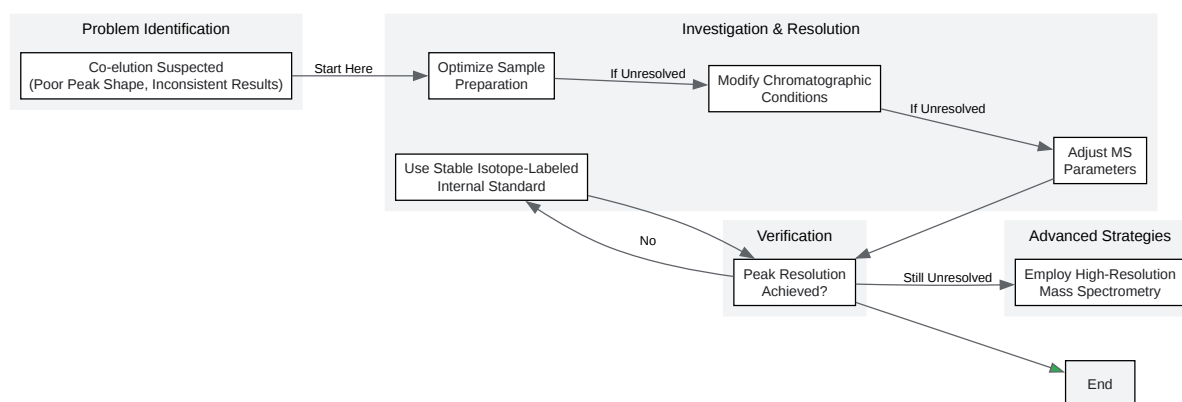 Problem Identification
Investigation & Resolution
Co-elution Suspected
(Poor Peak Shape, Inconsistent Results)
Start Here
Optimize Sample
Preparation
If Unresolved
Modify Chromatographic
Conditions
If Unresolved
Adjust MS
Parameters
Use Stable Isotope-Labeled
Internal Standard
No
Verification
Peak Resolution
Achieved?
Still Unresolved
Advanced Strategies
Employ High-Resolution
Mass Spectrometry
End